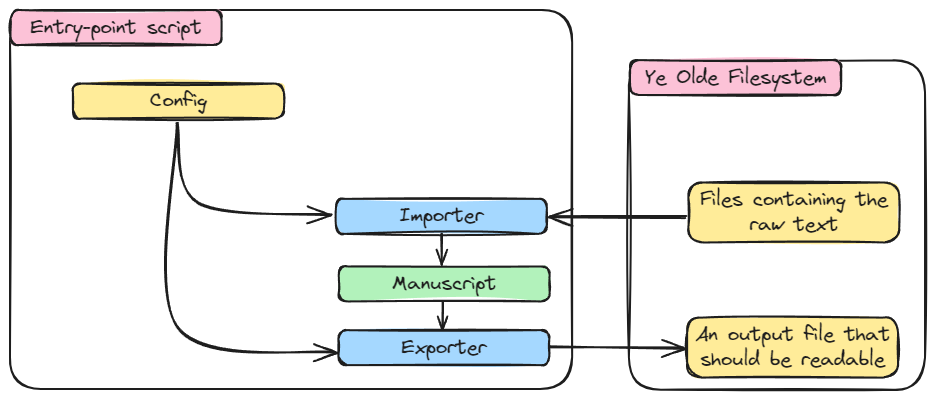 Entry-point script
Ye Olde Filesystem
Config
Files containing the
raw text
Importer
Manuscript
An output file that
should be readable
Exporter